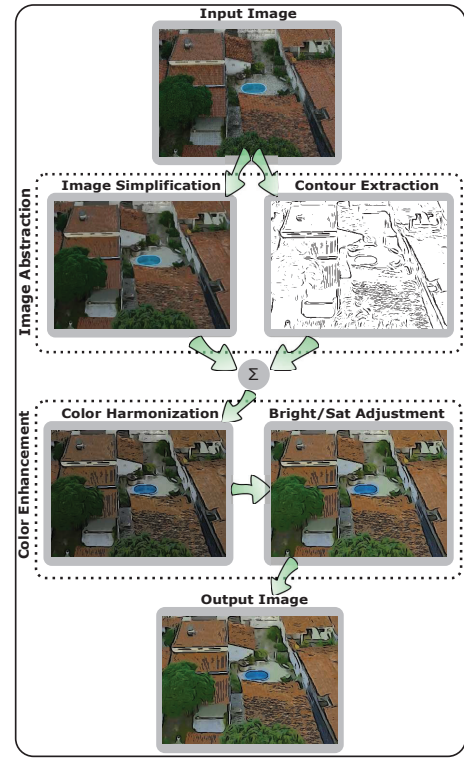 Input Image
Image Abstraction
Image Simplification
Contour Extraction
Σ
Color Enhancement
Color Harmonization
Bright/Sat Adjustment
Output Image